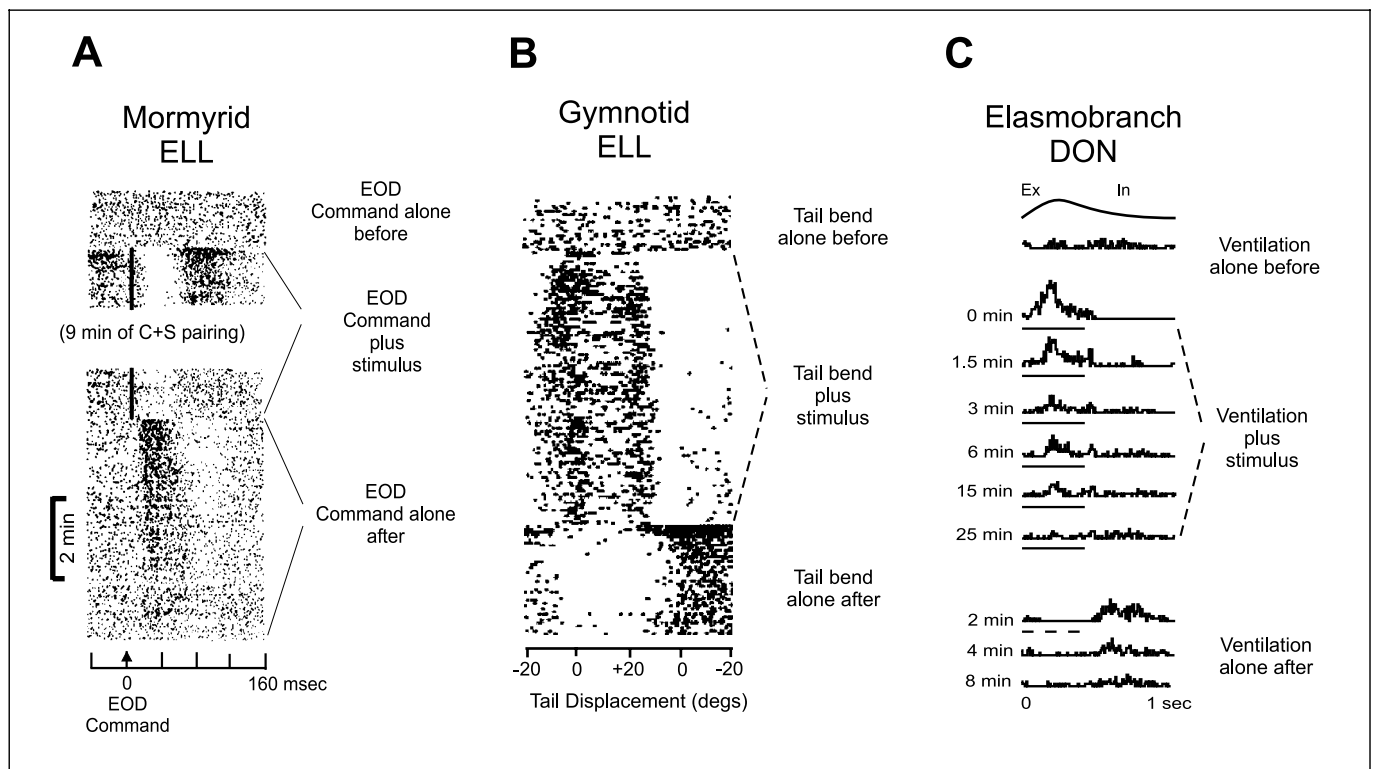 A
Mormyrid
ELL
EOD
Command alone
before
EOD
Command
plus
stimulus
(9 min of C+S pairing)
EOD
Command alone
after
2 min
0
160 msec
EOD
Command
B
Gymnotid
ELL
Tail bend
alone before
Tail bend
plus
stimulus
Tail bend
alone after
-20 0 +20 0 -20
Tail Displacement (degs)
C
Elasmobranch
DON
Ex In
Ventilation
alone before
0 min
1.5 min
3 min
6 min
15 min
25 min
Ventilation
plus
stimulus
2 min
4 min
8 min
Ventilation
alone after
0 1 sec